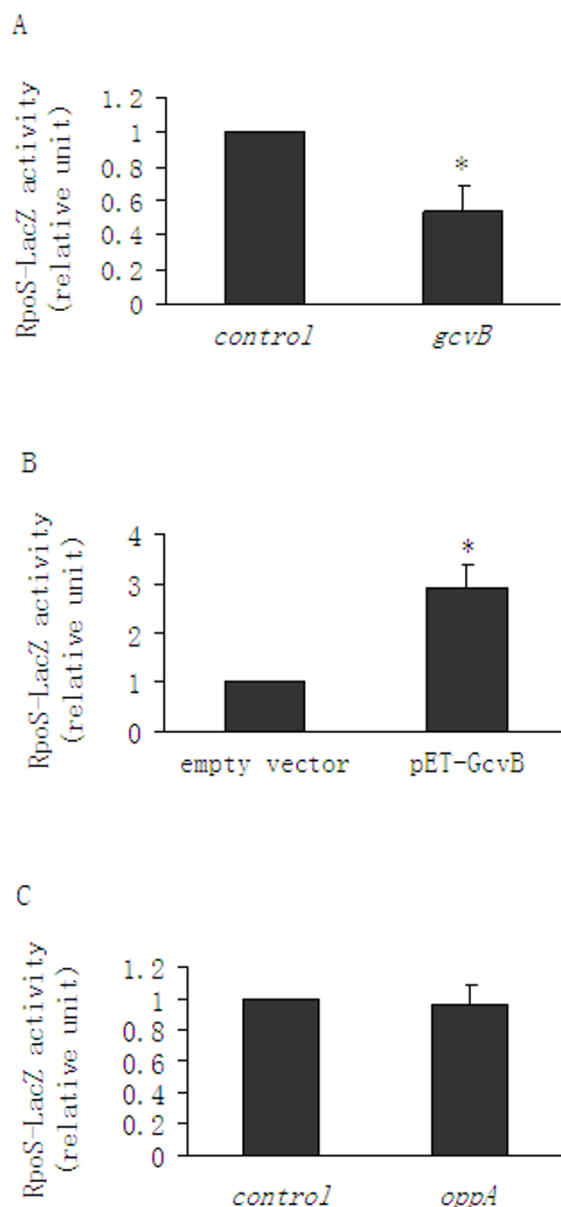 A
RpoS-LacZ activity
(relative unit)
1.2
1
0.8
0.6
0.4
0.2
0
*
control
gcvB
B
RpoS-LacZ activity
(relative unit)
4
3
2
1
0
*
empty vector
pET-GcvB
C
RpoS-LacZ activity
(relative unit)
1.2
1
0.8
0.6
0.4
0.2
0
control
oppA